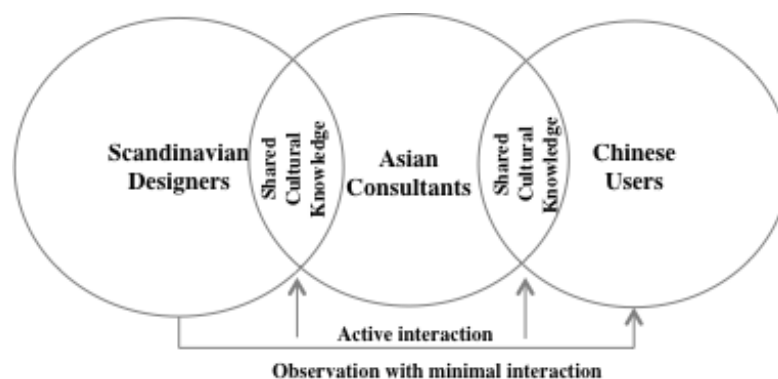 Scandinavian
Designers
Shared
Cultural
Knowledge
Asian
Consultants
Shared
Cultural
Knowledge
Chinese
Users
Active interaction
Observation with minimal interaction